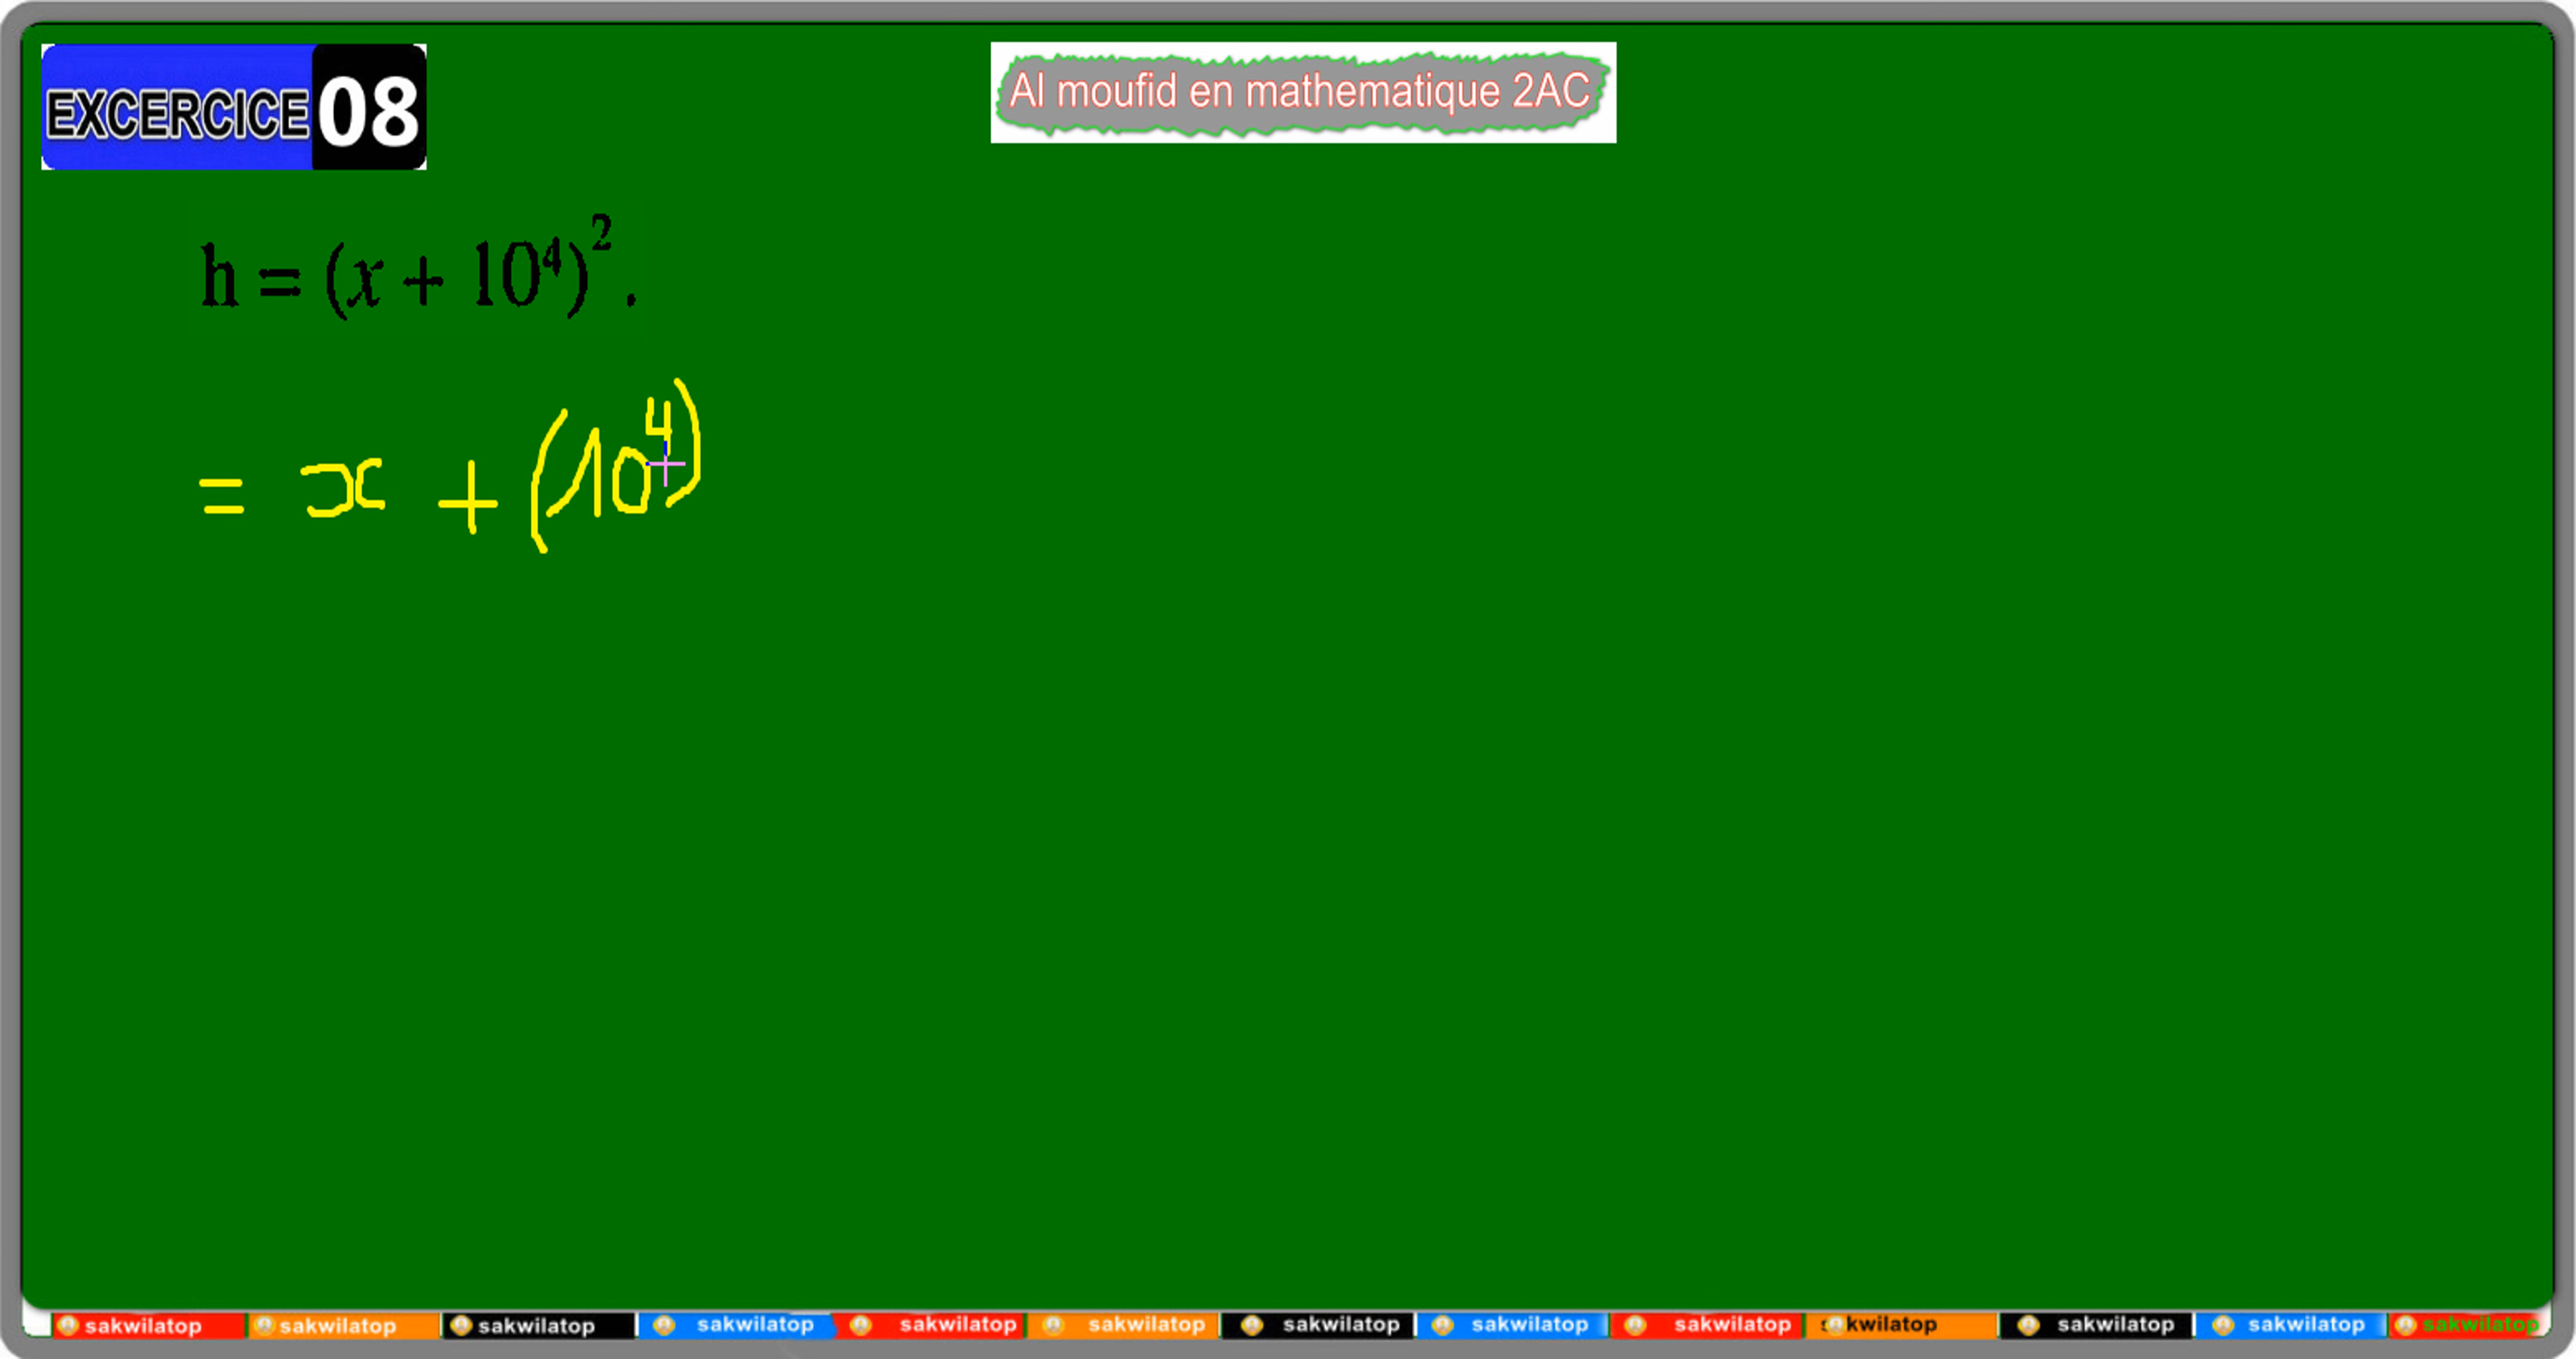 EXCERCICE 08
Al moufid en mathematique 2AC
h = (x + 10⁴)².
= x + (10⁴)
sakwilatop sakwilatop sakwilatop sakwilatop sakwilatop sakwilatop sakwilatop sakwilatop sakwilatop kwilatop sakwilatop sakwilatop sakwilatop